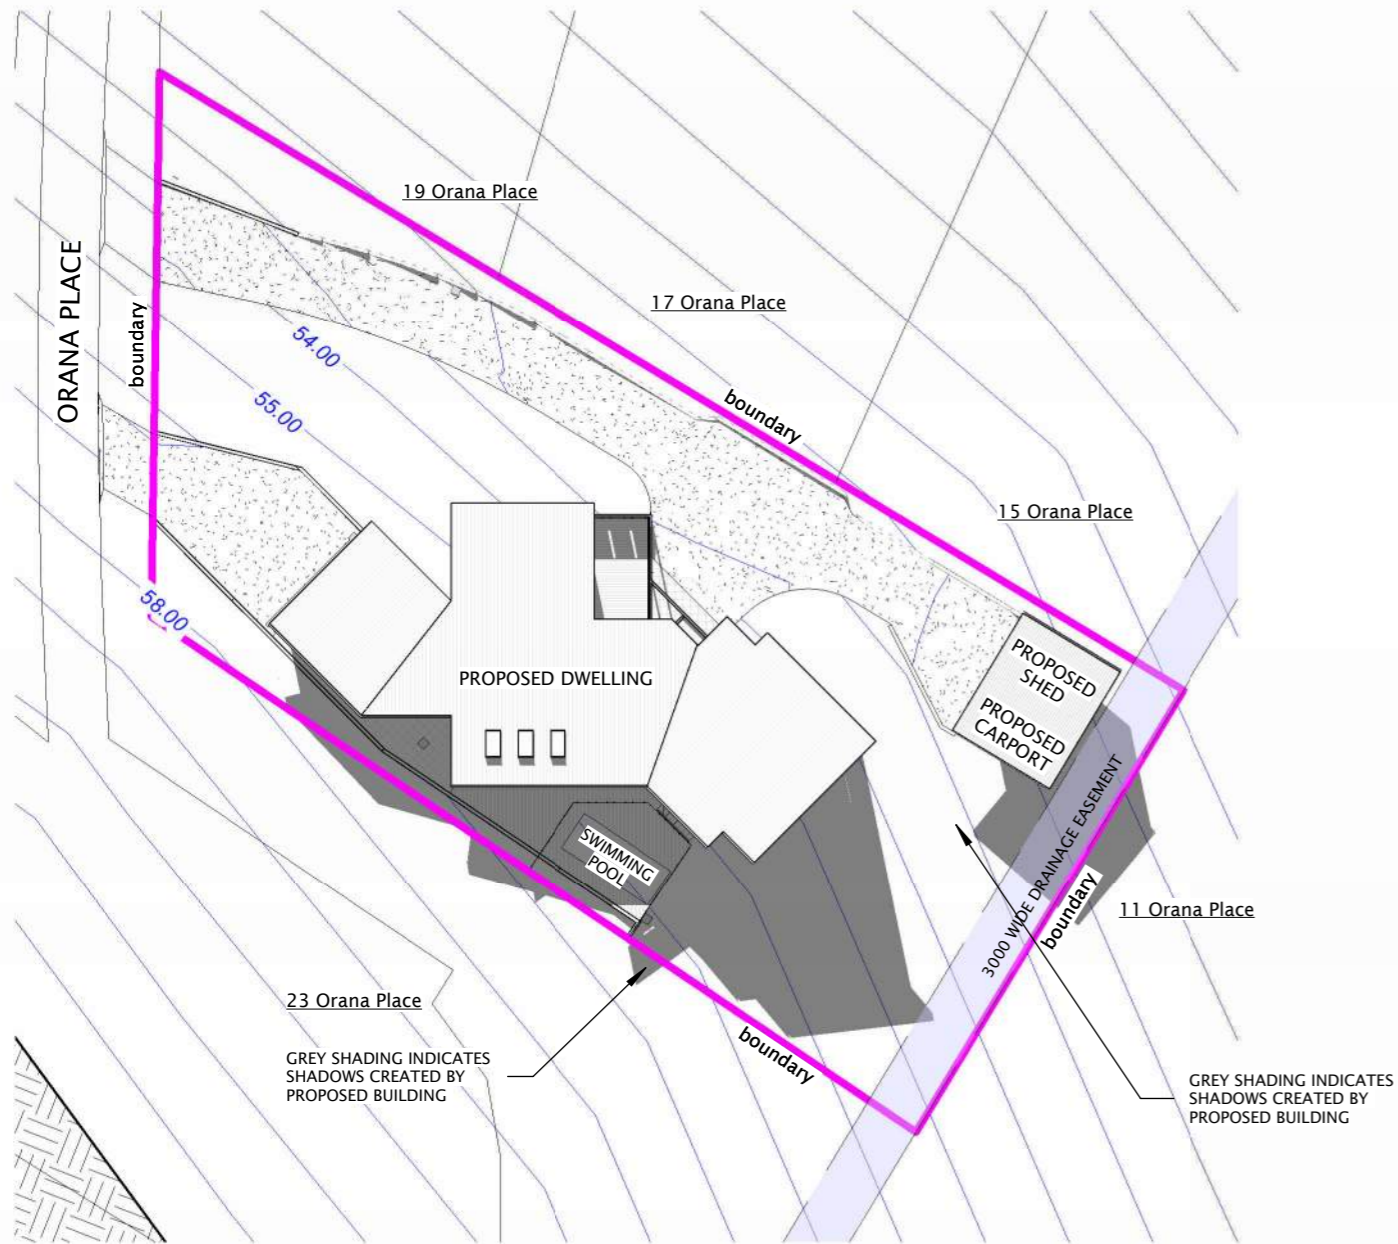 19 Orana Place
17 Orana Place
ORANA PLACE
boundary
54.00
55.00
boundary
15 Orana Place
58.00
PROPOSED DWELLING
PROPOSED
SHED
PROPOSED
CARPORT
SWIMMING
POOL
3000 WIDE DRAINAGE EASEMENT
boundary
11 Orana Place
23 Orana Place
boundary
GREY SHADING INDICATES
SHADOWS CREATED BY
PROPOSED BUILDING
GREY SHADING INDICATES
SHADOWS CREATED BY
PROPOSED BUILDING